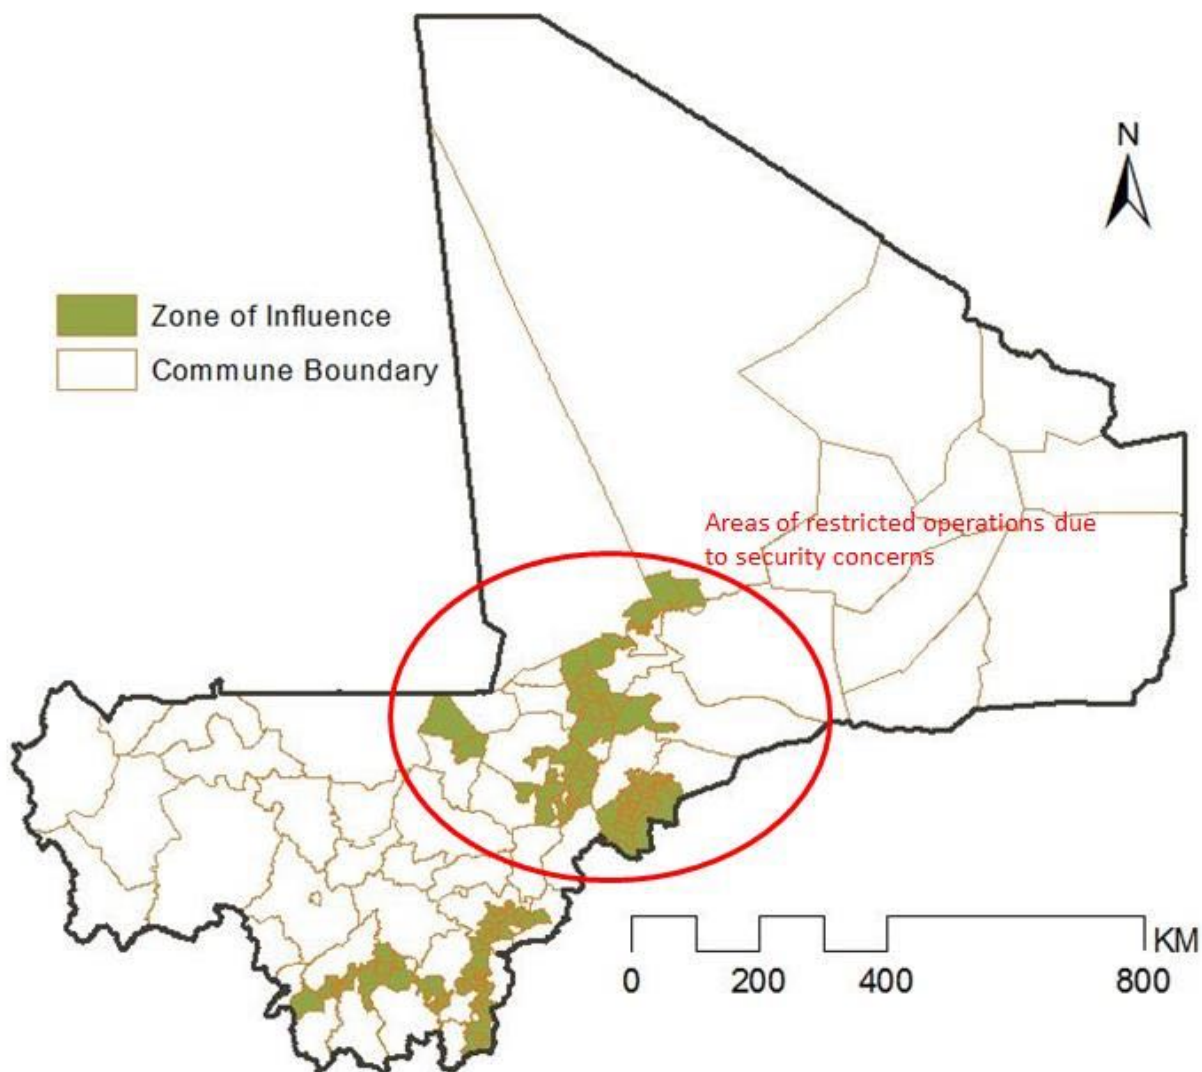 N
Zone of Influence
Commune Boundary
Areas of restricted operations due
to security concerns
KM
0 200 400 800